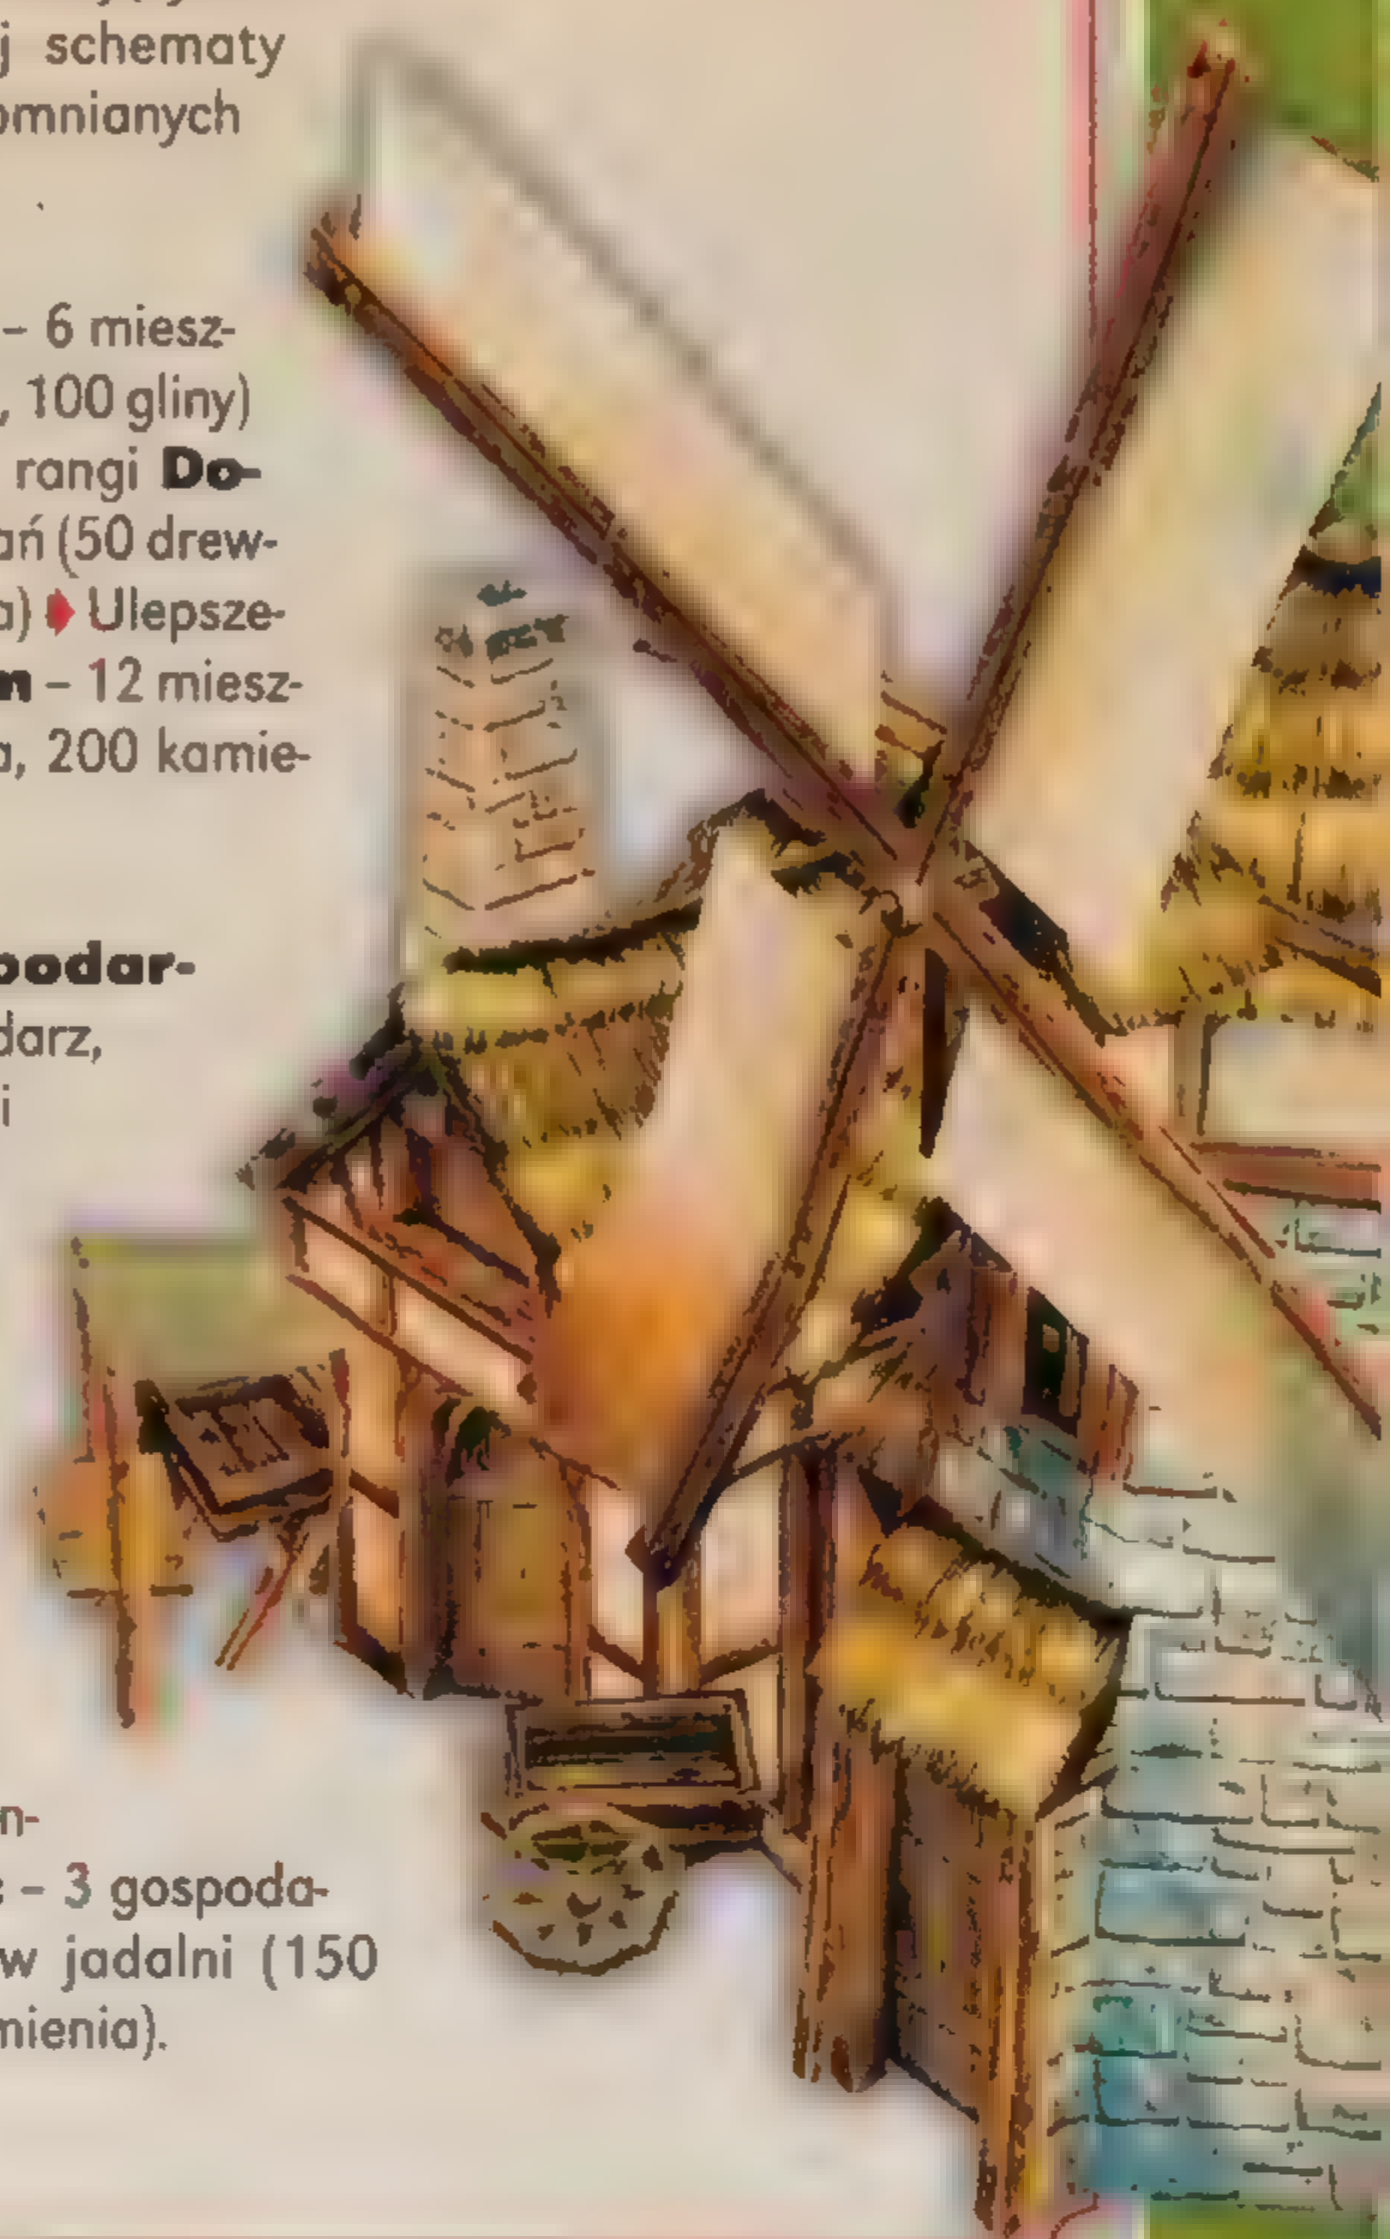 j schematy
omnianych
– 6 miesz-
, 100 gliny)
rangi Do-
ań (50 drew-
a) Ulepsze-
m – 12 miesz-
a, 200 kamie-
podar-
darz,
i
n-
– 3 gospoda-
w jadalni (150
mienia).